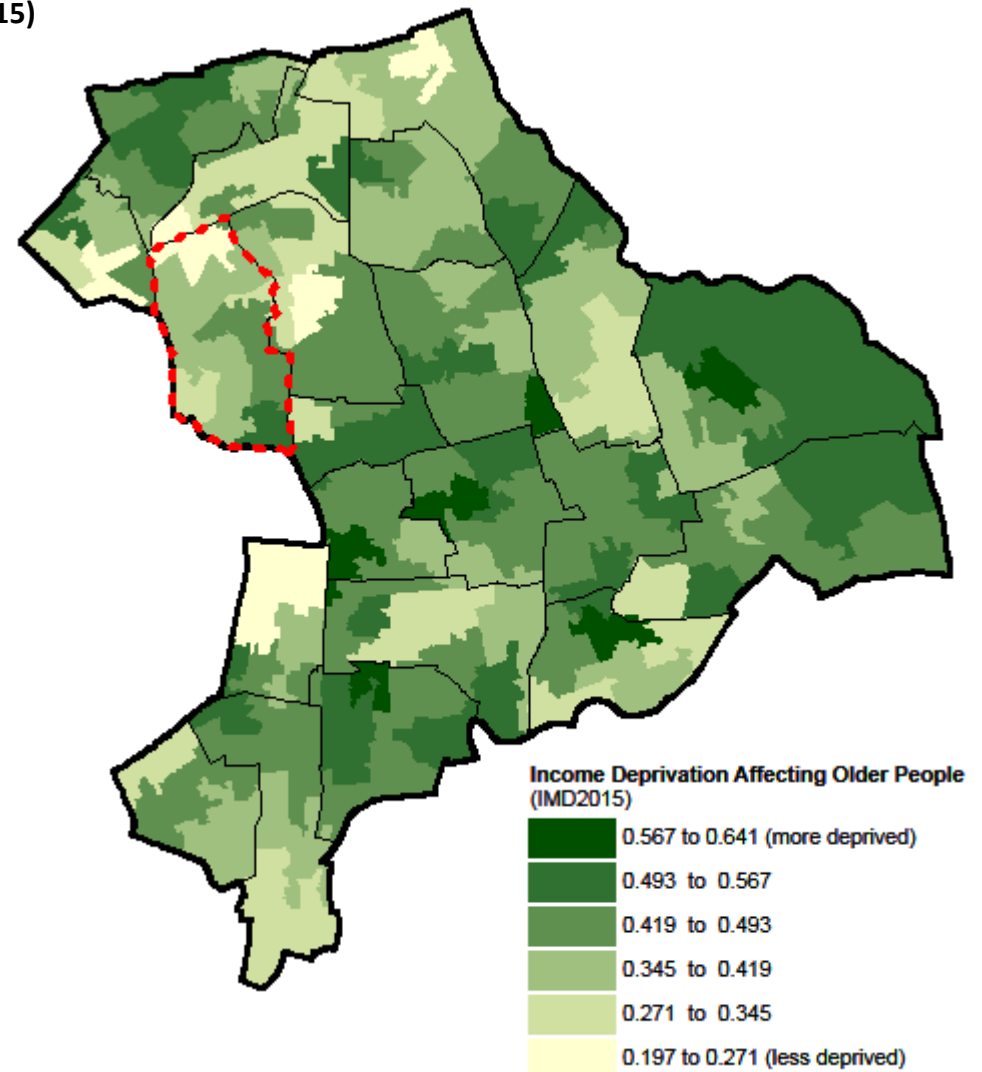 15)
Income Deprivation Affecting Older People
(IMD2015)
0.567 to 0.641 (more deprived)
0.493 to 0.567
0.419 to 0.493
0.345 to 0.419
0.271 to 0.345
0.197 to 0.271 (less deprived)